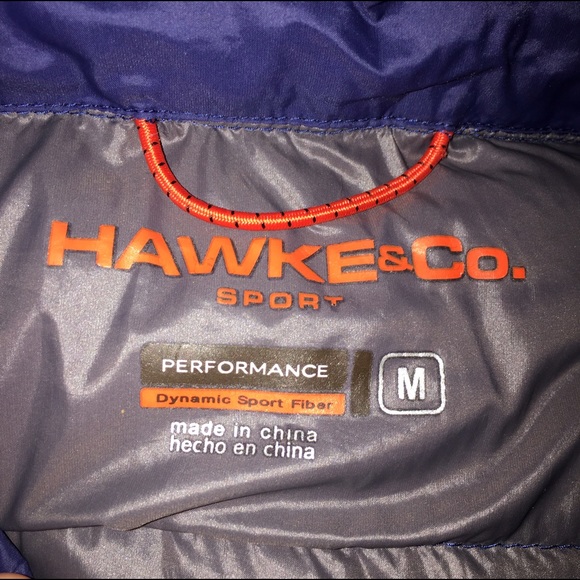 HAWKE&CO.
SPORT
PERFORMANCE
M
Dynamic Sport Fiber
made in china
hecho en china